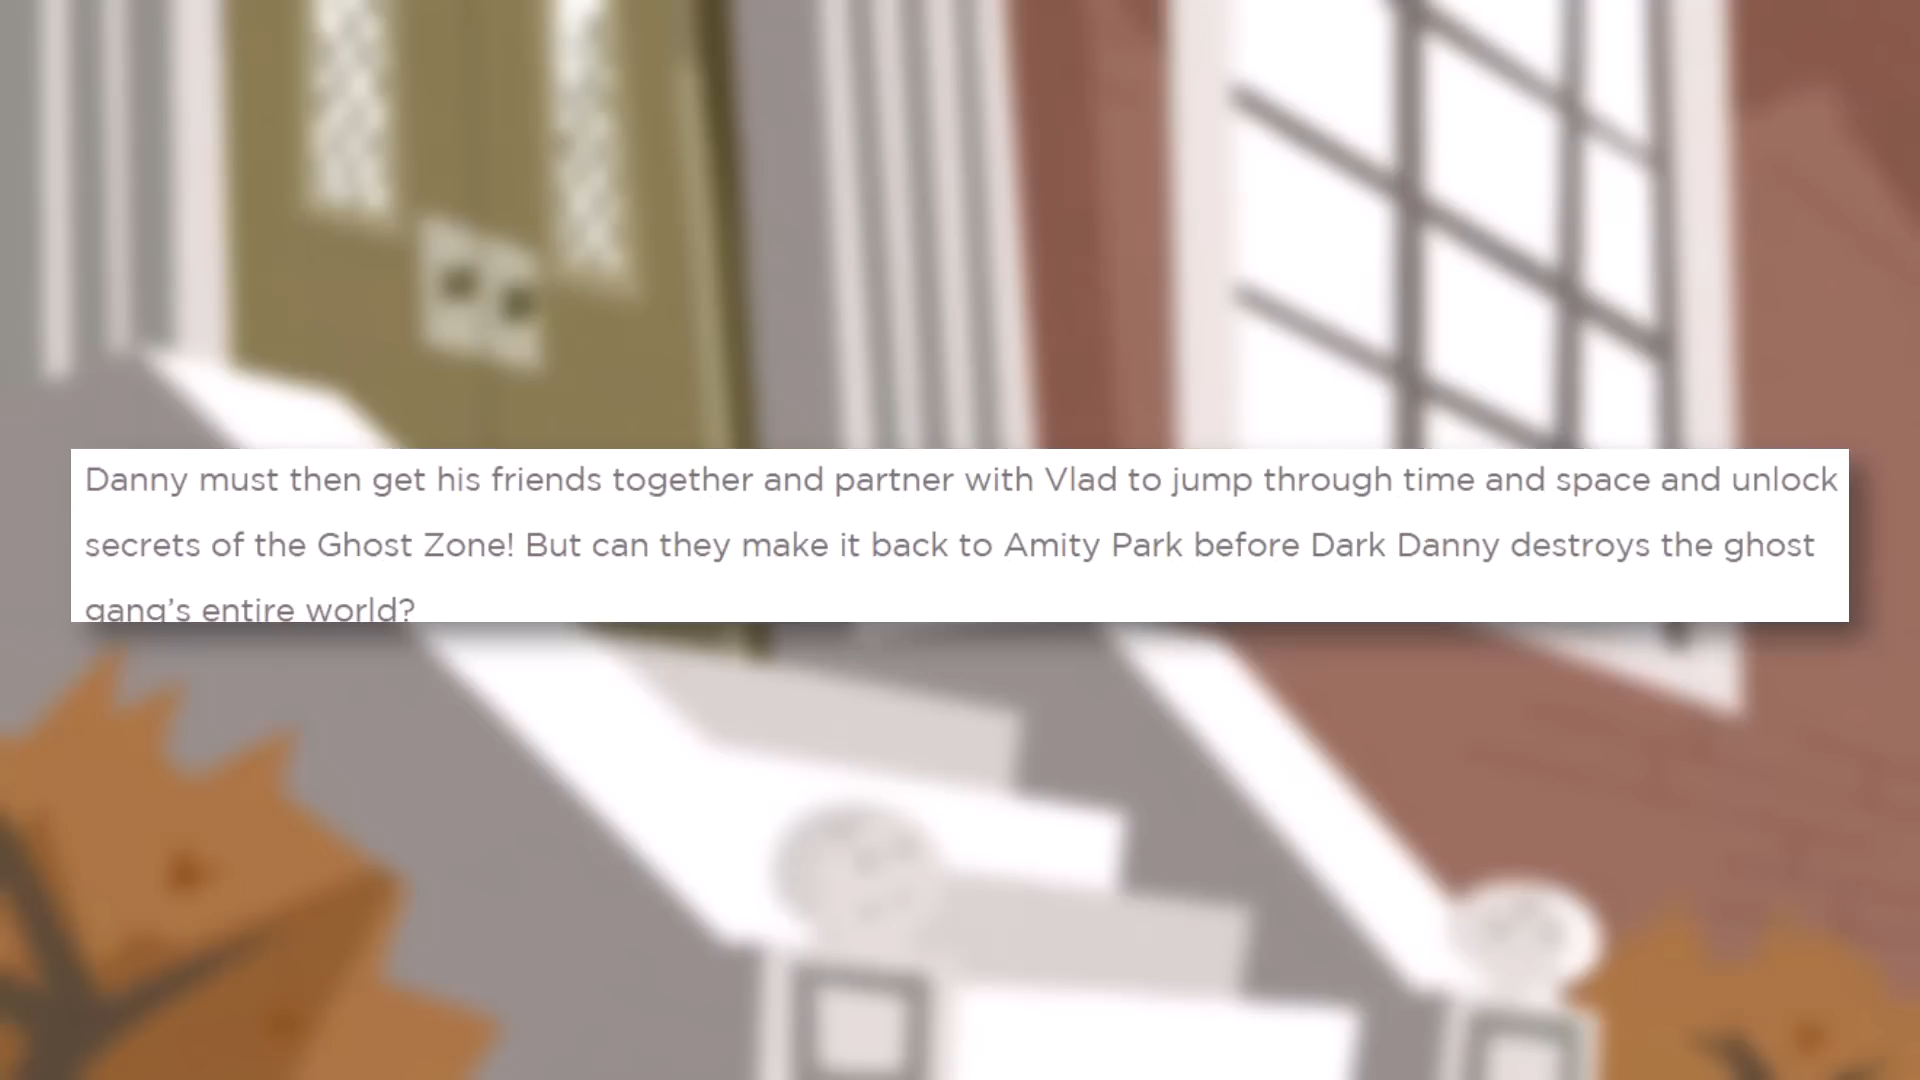 Danny must then get his friends together and partner with Vlad to jump through time and space and unlock
secrets of the Ghost Zone! But can they make it back to Amity Park before Dark Danny destroys the ghost
gang’s entire world?